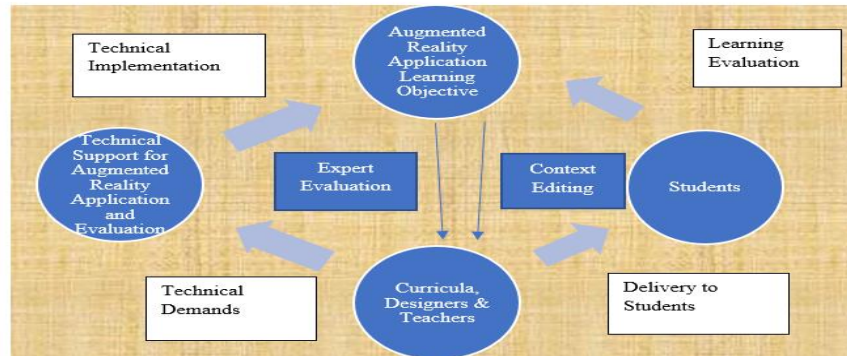 Technical
Implementation
Augmented
Reality
Application
Learning
Objective
Learning
Evaluation
Technical
Support for
Augmented
Reality
Application
and
Evaluation
Expert
Evaluation
Context
Editing
Students
Technical
Demands
Curricula,
Designers &
Teachers
Delivery to
Students